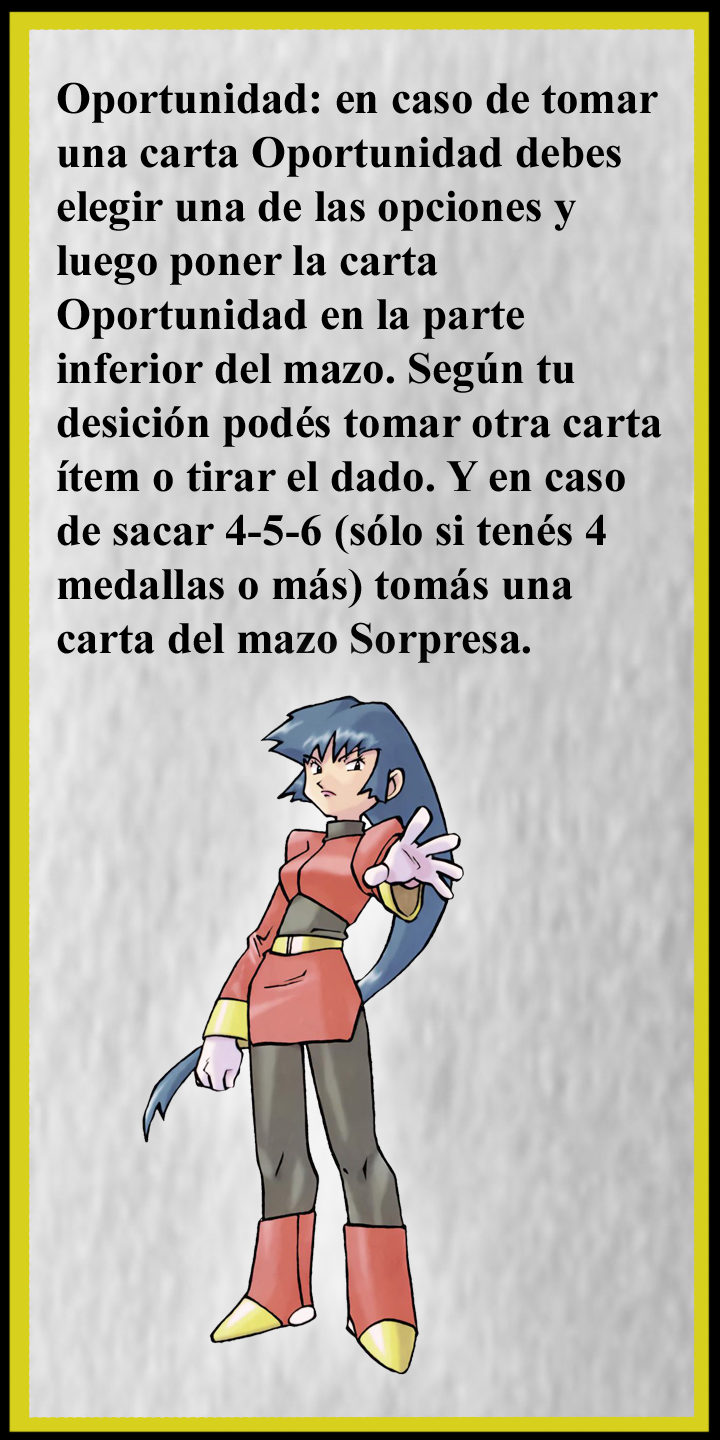 Oportunidad: en caso de tomar
una carta Oportunidad debes
elegir una de las opciones y
luego poner la carta
Oportunidad en la parte
inferior del mazo. Según tu
desición podés tomar otra carta
ítem o tirar el dado. Y en caso
de sacar 4-5-6 (sólo si tenés 4
medallas o más) tomás una
carta del mazo Sorpresa.